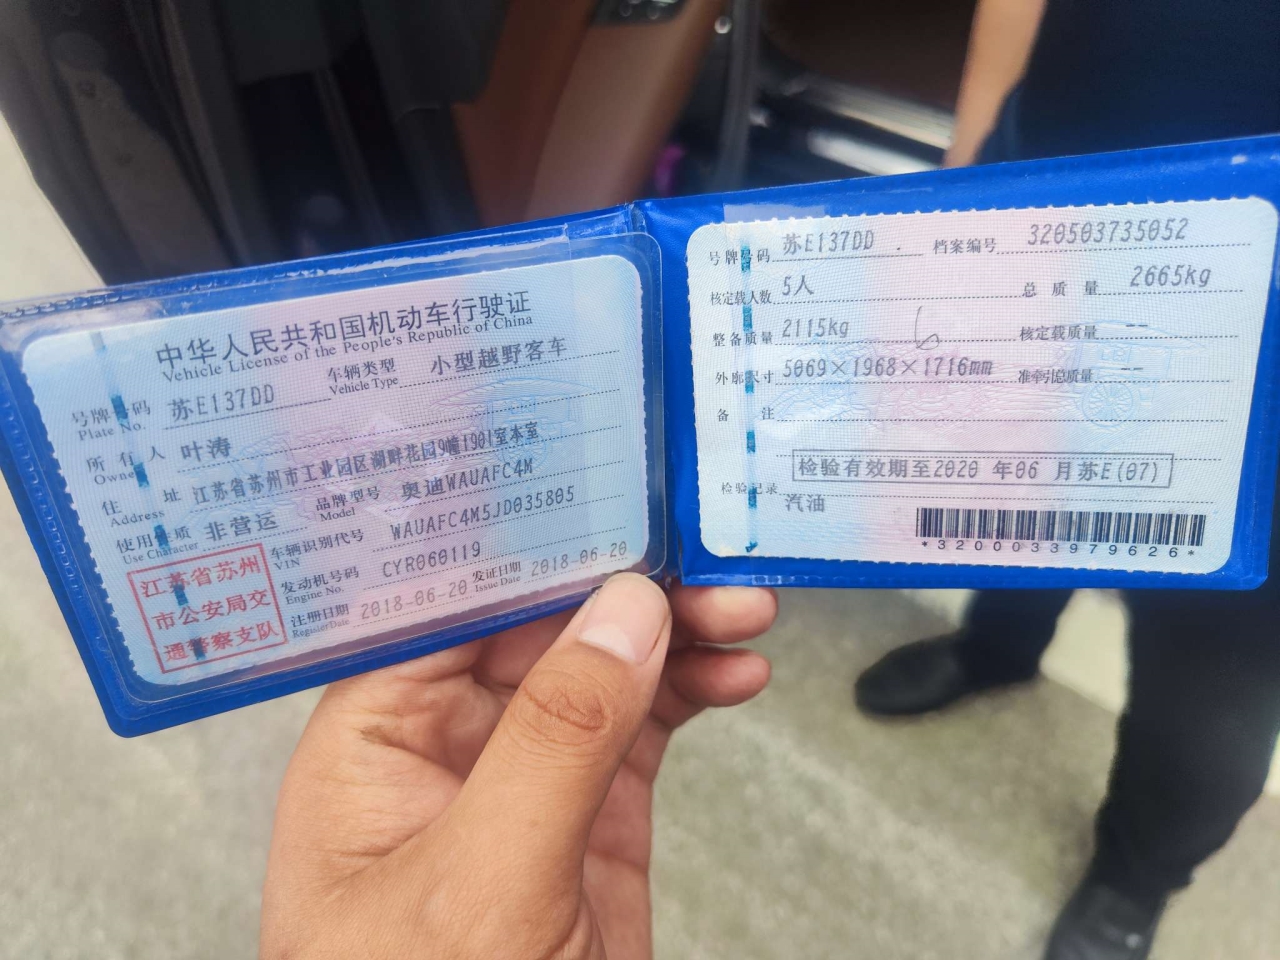 中华人民共和国机动车行驶证
Vehicle License of the People's Republic of China
号牌号码 苏E137DD 车辆类型 小型越野客车
Plate No. Vehicle Type
所有人 叶涛
Owner
住址 江苏省苏州市工业园区湖畔花园9幢1901室本室
Address
使用性质 非营运 品牌型号 奥迪WAUAFC4M
Use Character Model
车辆识别代号 WAUAFC4M5JD035805
VIN
发动机号码 CYR060119
Engine No.
注册日期 2018-06-20 发证日期 2018-06-20
Register Date Issue Date
江苏省苏州
市公安局交
通警察支队
号牌号码 苏E137DD 档案编号 320503735052
核定载人数 5人 总质量 2665kg
整备质量 2115kg 核定载质量 --
外廓尺寸 5069×1968×1716mm 准牵引总质量 --
备注
检验有效期至2020 年06 月苏E(07)
检验记录
汽油
*3200033979626*